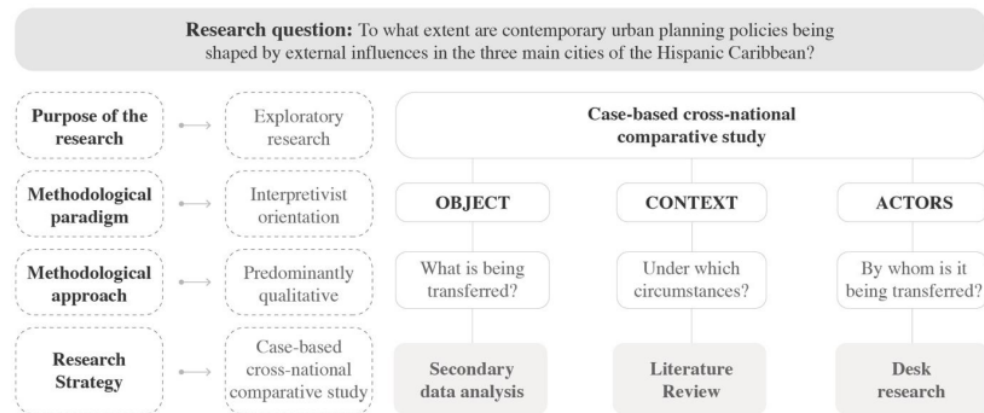 Research question: To what extent are contemporary urban planning policies being
shaped by external influences in the three main cities of the Hispanic Caribbean?
Purpose of the
research
Exploratory
research
Methodological
paradigm
Interpretivist
orientation
Methodological
approach
Predominantly
qualitative
Research
Strategy
Case-based
cross-national
comparative study
Case-based cross-national
comparative study
OBJECT
What is being
transferred?
Secondary
data analysis
CONTEXT
Under which
circumstances?
Literature
Review
ACTORS
By whom is it
being transferred?
Desk
research